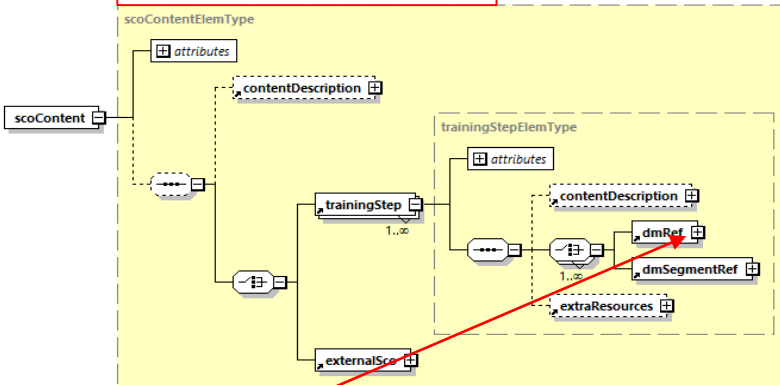 scoContentElemType
attributes
contentDescription
scoContent
trainingStepElemType
attributes
contentDescription
trainingStep
1..∞
dmRef
dmSegmentRef
1..∞
extraResources
externalSco